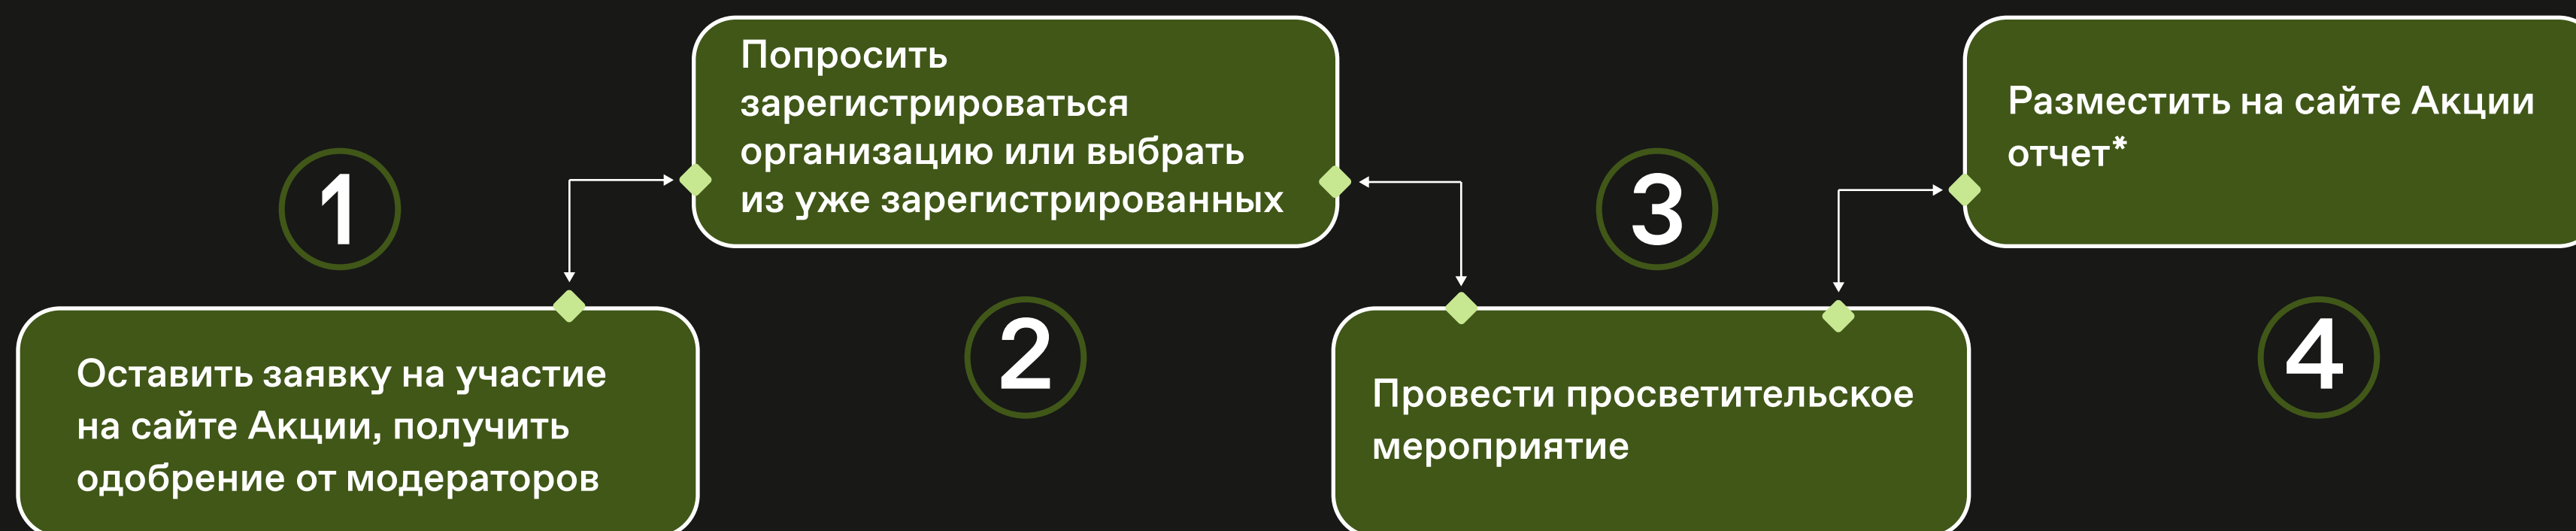 1
Оставить заявку на участие
на сайте Акции, получить
одобрение от модераторов
Попросить
зарегистрироваться
организацию или выбрать
из уже зарегистрированных
2
3
Провести просветительское
мероприятие
Разместить на сайте Акции
отчет*
4